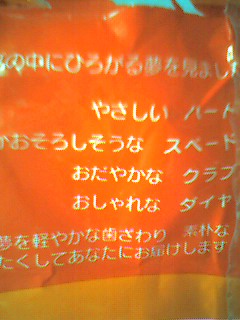 の中にひろがる夢を見まし
やさしい ハート
おそろしそうな スペード
おだやかな クラブ
おしゃれな ダイヤ
夢を軽やかな歯ざわり 素朴な
たくしてあなたにお届けします